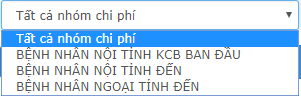 Tất cả nhóm chi phí
Tất cả nhóm chi phí
BỆNH NHÂN NỘI TỈNH KCB BAN ĐẦU
BỆNH NHÂN NỘI TỈNH ĐẾN
BỆNH NHÂN NGOẠI TỈNH ĐẾN